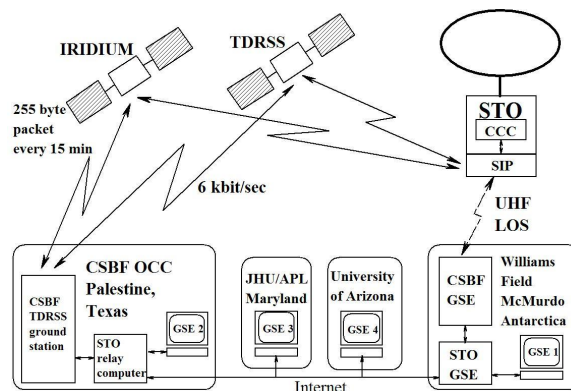 IRIDIUM
TDRSS
255 byte
packet
every 15 min
6 kbit/sec
STO
CCC
SIP
UHF
LOS
CSBF OCC
Palestine,
Texas
CSBF
TDRSS
ground
station
STO
relay
computer
GSE 2
JHU/APL
Maryland
GSE 3
University
of Arizona
GSE 4
CSBF
GSE
Williams
Field
McMurdo
Antarctica
STO
GSE
GSE 1
Internet